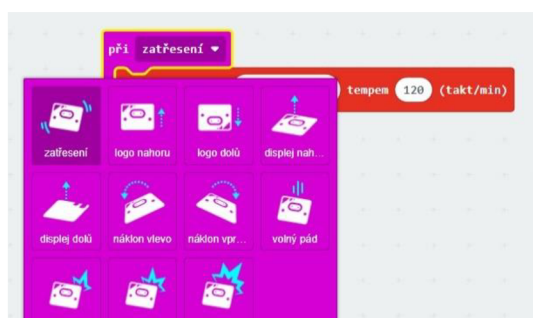 při zatřesení
tempem 120 (takt/min)
zatřesení logo nahoru logo dolů displej nah...
displej dolů náklon vlevo náklon vpr... volný pád